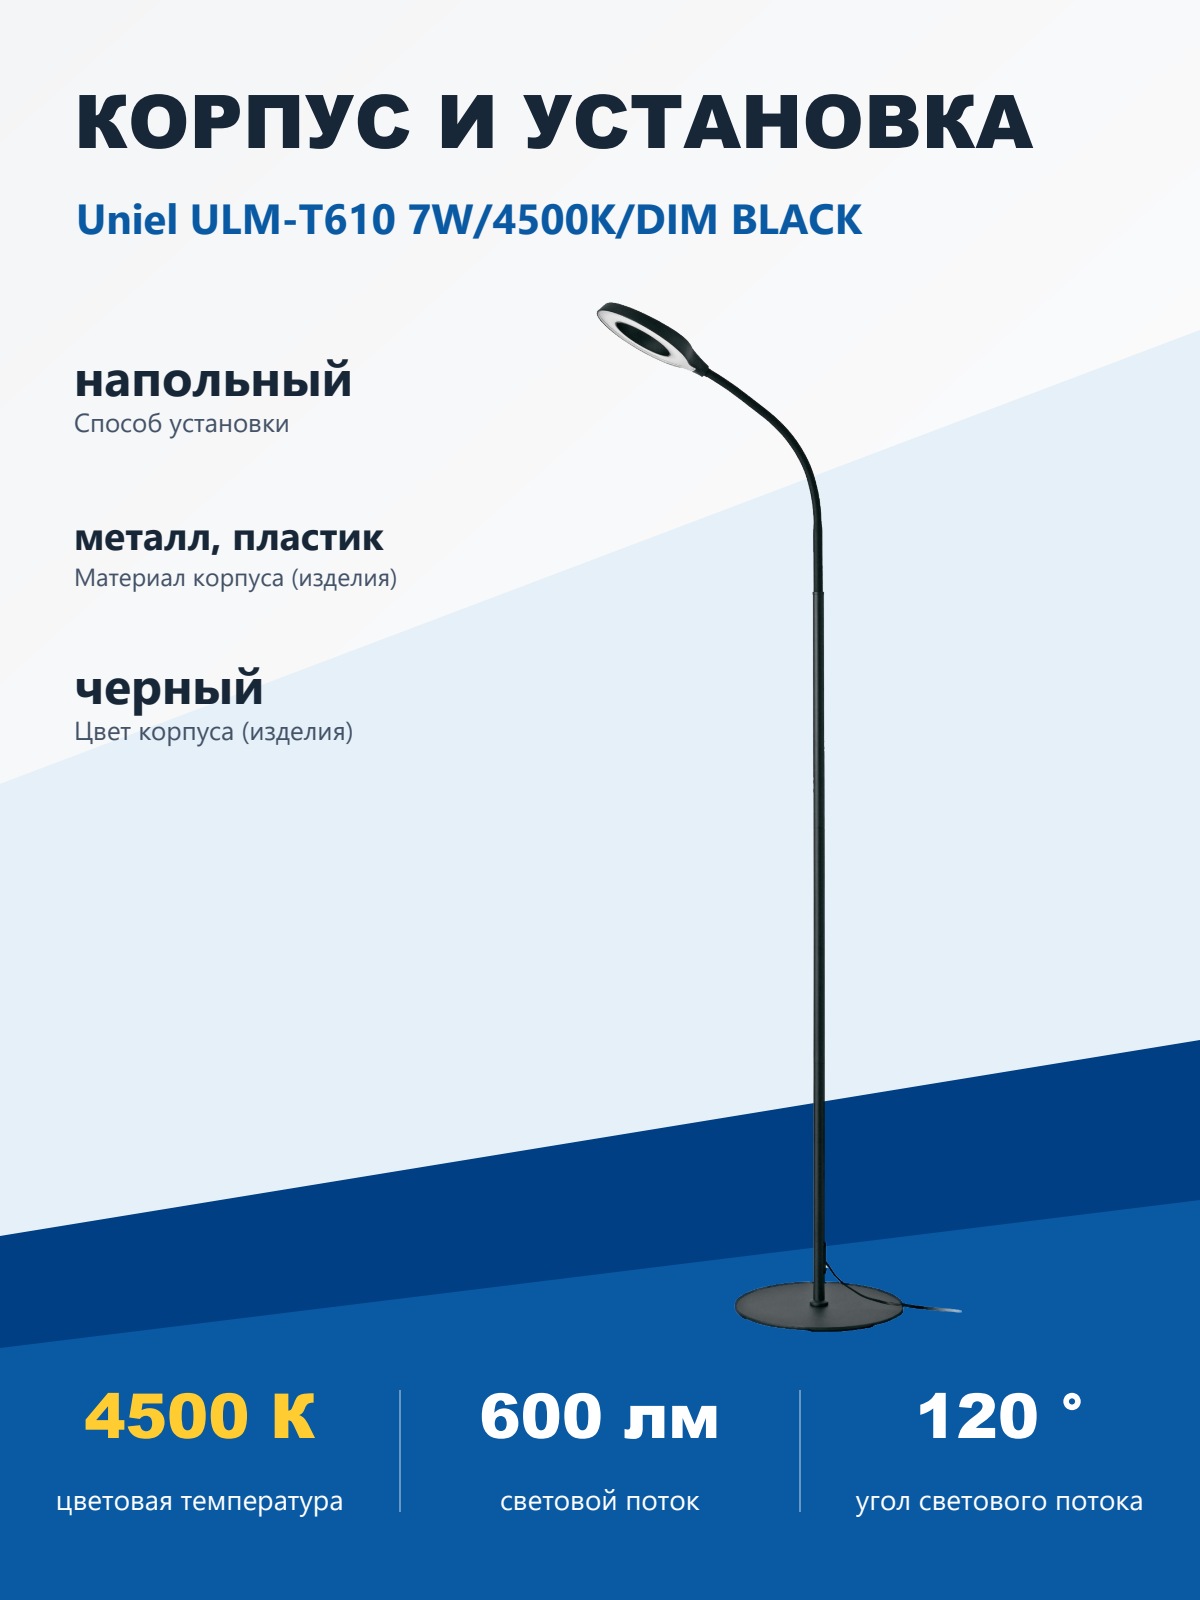 КОРПУС И УСТАНОВКА
Uniel ULM-T610 7W/4500K/DIM BLACK
напольный
Способ установки
металл, пластик
Материал корпуса (изделия)
черный
Цвет корпуса (изделия)
4500 К
цветовая температура
600 лм
световой поток
120 °
угол светового потока